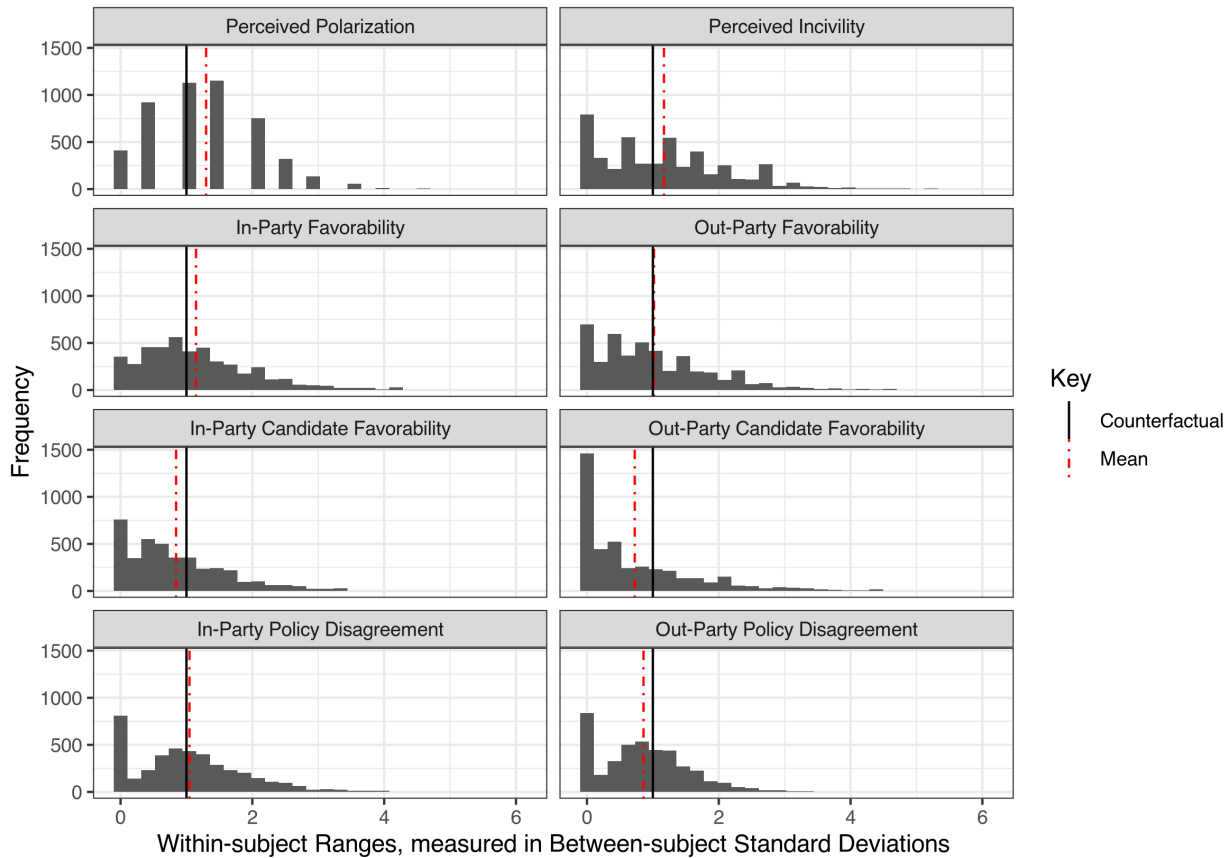 Perceived Polarization
Perceived Incivility
1500
1000
500
0
In-Party Favorability
Out-Party Favorability
1500
1000
500
0
In-Party Candidate Favorability
Out-Party Candidate Favorability
1500
1000
500
0
In-Party Policy Disagreement
Out-Party Policy Disagreement
1500
1000
500
0
0 2 4 6
0 2 4 6
Frequency
Within-subject Ranges, measured in Between-subject Standard Deviations
Key
Counterfactual
Mean